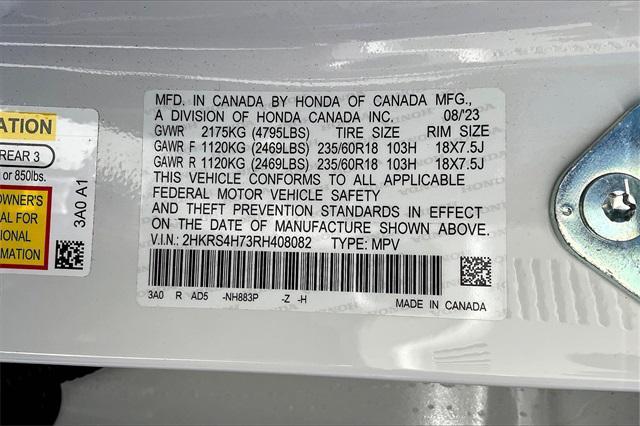 ATION
REAR 3
or 850lbs.
OWNER'S
AL FOR
IONAL
MATION
3A0 A1
MFD. IN CANADA BY HONDA OF CANADA MFG.,
A DIVISION OF HONDA CANADA INC. 08/'23
GVWR 2175KG (4795LBS) TIRE SIZE RIM SIZE
GAWR F 1120KG (2469LBS) 235/60R18 103H 18X7.5J
GAWR R 1120KG (2469LBS) 235/60R18 103H 18X7.5J
THIS VEHICLE CONFORMS TO ALL APPLICABLE
FEDERAL MOTOR VEHICLE SAFETY
AND THEFT PREVENTION STANDARDS IN EFFECT
ON THE DATE OF MANUFACTURE SHOWN ABOVE.
V.I.N.: 2HKRS4H73RH408082 TYPE: MPV
3A0 R AD5 -NH883P -Z -H
MADE IN CANADA